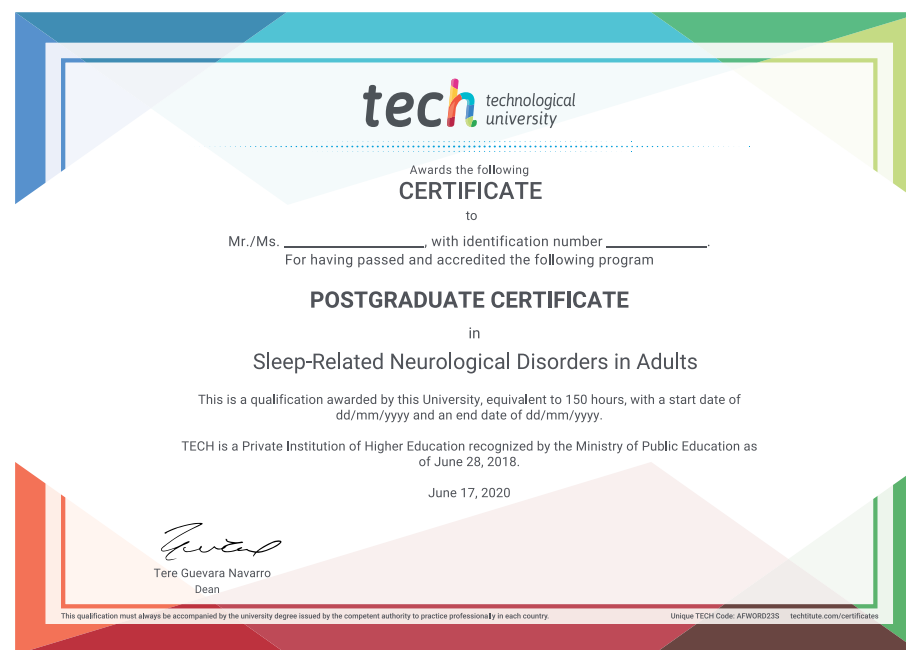 tech technological
university
Awards the following
CERTIFICATE
to
Mr./Ms. ____________________, with identification number ______________.
For having passed and accredited the following program
POSTGRADUATE CERTIFICATE
in
Sleep-Related Neurological Disorders in Adults
This is a qualification awarded by this University, equivalent to 150 hours, with a start date of
dd/mm/yyyy and an end date of dd/mm/yyyy.
TECH is a Private Institution of Higher Education recognized by the Ministry of Public Education as
of June 28, 2018.
June 17, 2020
Tere Guevara Navarro
Dean
This qualification must always be accompanied by the university degree issued by the competent authority to practice professionally in each country. Unique TECH Code: AFWORD23S techtitute.com/certificates